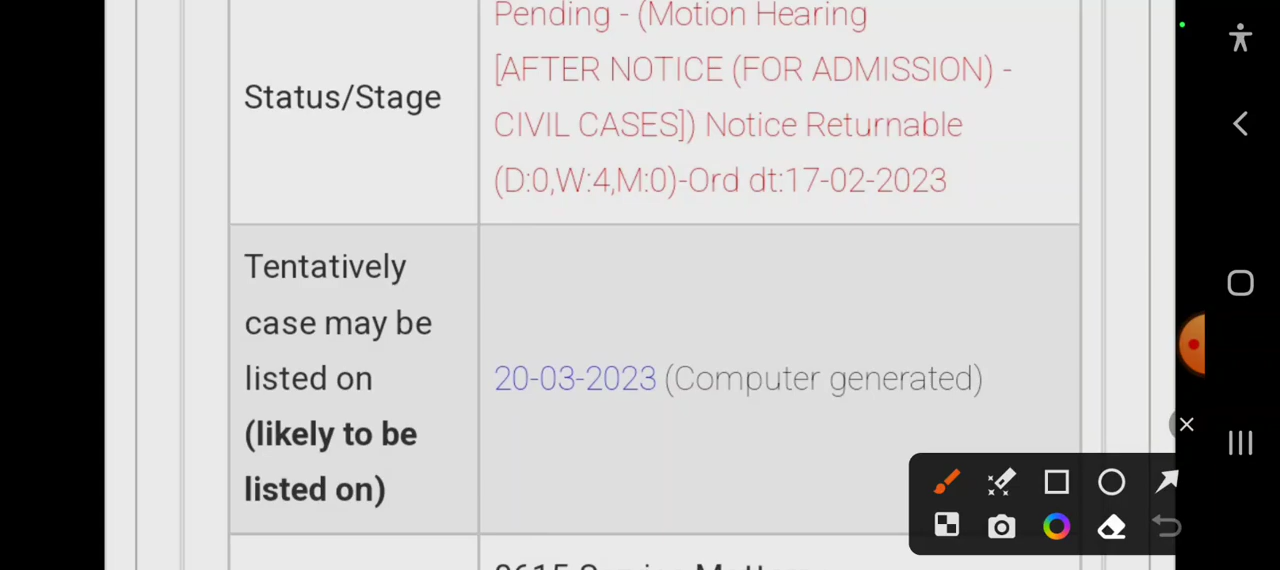 Pending - (Motion Hearing
[AFTER NOTICE (FOR ADMISSION) -
CIVIL CASES]) Notice Returnable
(D:0,W:4,M:0)-Ord dt:17-02-2023
Status/Stage
Tentatively
case may be
listed on
(likely to be
listed on)
20-03-2023 (Computer generated)